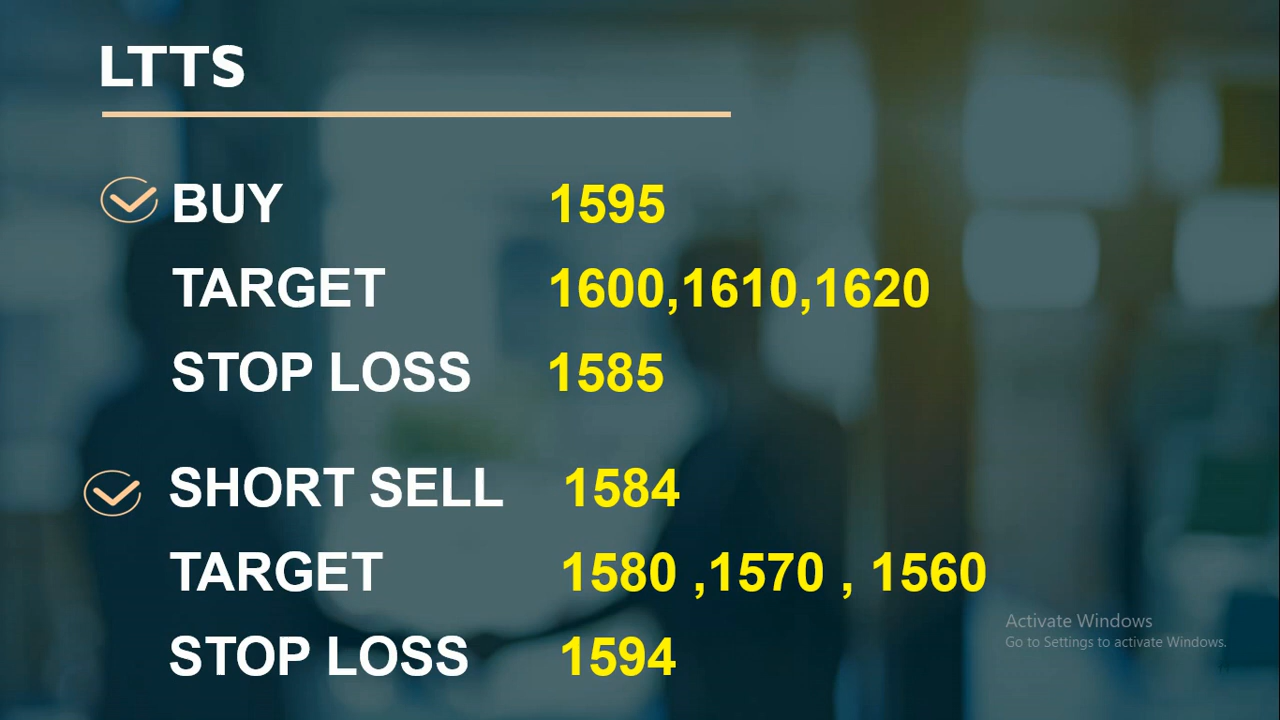 LTTS
BUY 1595
TARGET 1600,1610,1620
STOP LOSS 1585
SHORT SELL 1584
TARGET 1580 ,1570 , 1560
STOP LOSS 1594
Activate Windows
Go to Settings to activate Windows.